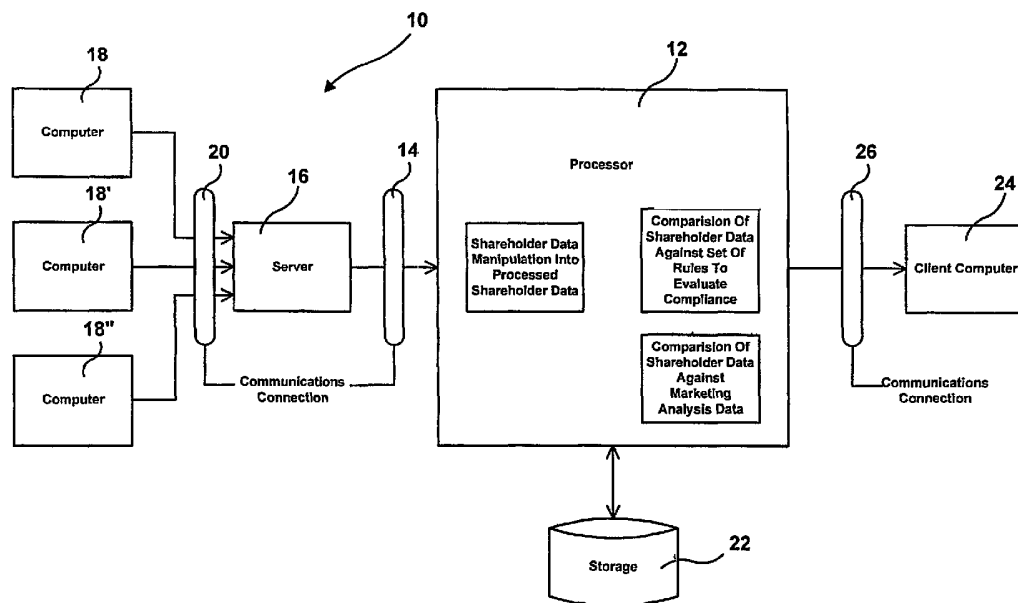 10
18
Computer
18'
Computer
18"
Computer
20
16
Server
14
Communications
Connection
12
Processor
Shareholder Data
Manipulation Into
Processed
Shareholder Data
Comparision Of
Shareholder Data
Against Set Of
Rules To
Evaluate
Compliance
Comparision Of
Shareholder Data
Against
Marketing
Analysis Data
26
24
Client Computer
Communications
Connection
Storage
22